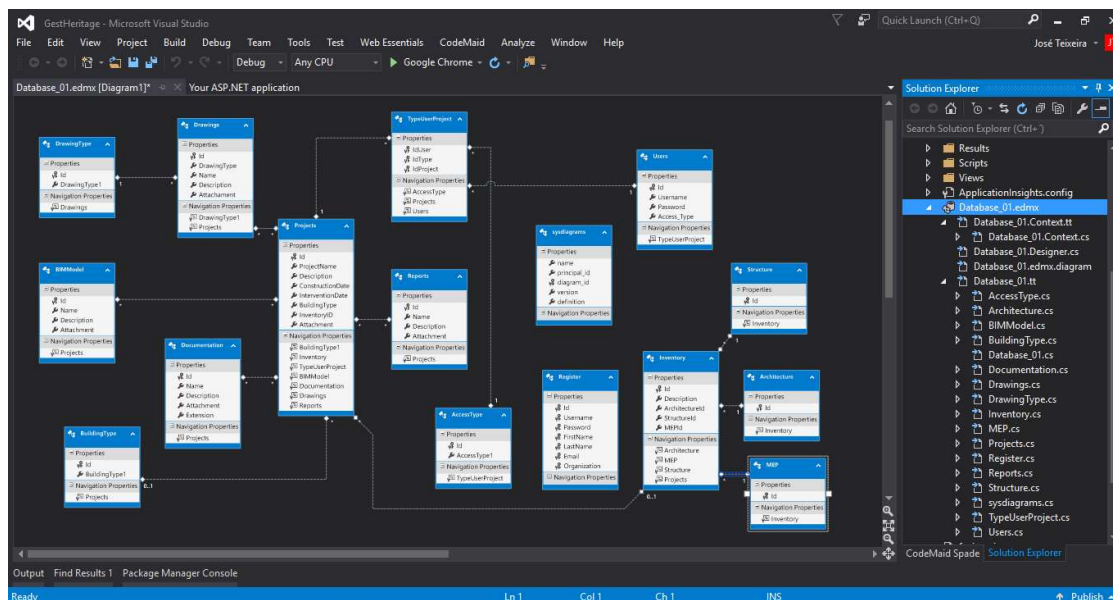 GestHeritage - Microsoft Visual Studio
Quick Launch (Ctrl+Q)
File Edit View Project Build Debug Team Tools Test Web Essentials CodeMaid Analyze Window Help
José Teixeira
Debug Any CPU Google Chrome
Database_01.edmx [Diagram1]* Your ASP.NET application
DrawingType
Properties
Id
DrawingType1
Navigation Properties
Drawings
Drawings
Properties
Id
DrawingType
Name
Description
Attachament
Navigation Properties
DrawingType1
Projects
TypeUserProject
Properties
IdUser
IdType
IdProject
Navigation Properties
AccessType
Projects
Users
Users
Properties
Id
Username
Password
Access_Type
Navigation Properties
TypeUserProject
BIMModel
Properties
Id
Name
Description
Attachment
Navigation Properties
Projects
Projects
Properties
Id
ProjectName
Description
ConstructionDate
InterventionDate
BuildingType
InventoryID
Attachment
Navigation Properties
BuildingType1
Inventory
TypeUserProject
BIMModel
Documentation
Drawings
Reports
Reports
Properties
Id
Name
Description
Attachment
Navigation Properties
Projects
sysdiagrams
Properties
name
principal_id
diagram_id
version
definition
Navigation Properties
Structure
Properties
Id
Navigation Properties
Inventory
Documentation
Properties
Id
Name
Description
Attachment
Extension
Navigation Properties
Projects
BuildingType
Properties
Id
BuildingType1
Navigation Properties
Projects
0..1
AccessType
Properties
Id
AccessType1
Navigation Properties
TypeUserProject
Register
Properties
Id
Username
Password
FirstName
LastName
Email
Organization
Navigation Properties
Inventory
Properties
Id
Description
ArchitectureId
StructureId
MEPId
Navigation Properties
Architecture
MEP
Structure
Projects
0..1
Architecture
Properties
Id
Navigation Properties
Inventory
MEP
Properties
Id
Navigation Properties
Inventory
Solution Explorer
Search Solution Explorer (Ctrl+ )
Results
Scripts
Views
ApplicationInsights.config
Database_01.edmx
Database_01.Context.tt
Database_01.Context.cs
Database_01.Designer.cs
Database_01.edmx.diagram
Database_01.tt
AccessType.cs
Architecture.cs
BIMModel.cs
BuildingType.cs
Database_01.cs
Documentation.cs
Drawings.cs
DrawingType.cs
Inventory.cs
MEP.cs
Projects.cs
Register.cs
Reports.cs
Structure.cs
sysdiagrams.cs
TypeUserProject.cs
Users.cs
CodeMaid Spade Solution Explorer
Output Find Results 1 Package Manager Console
Ready Ln 1 Col 1 Ch 1 INS Publish